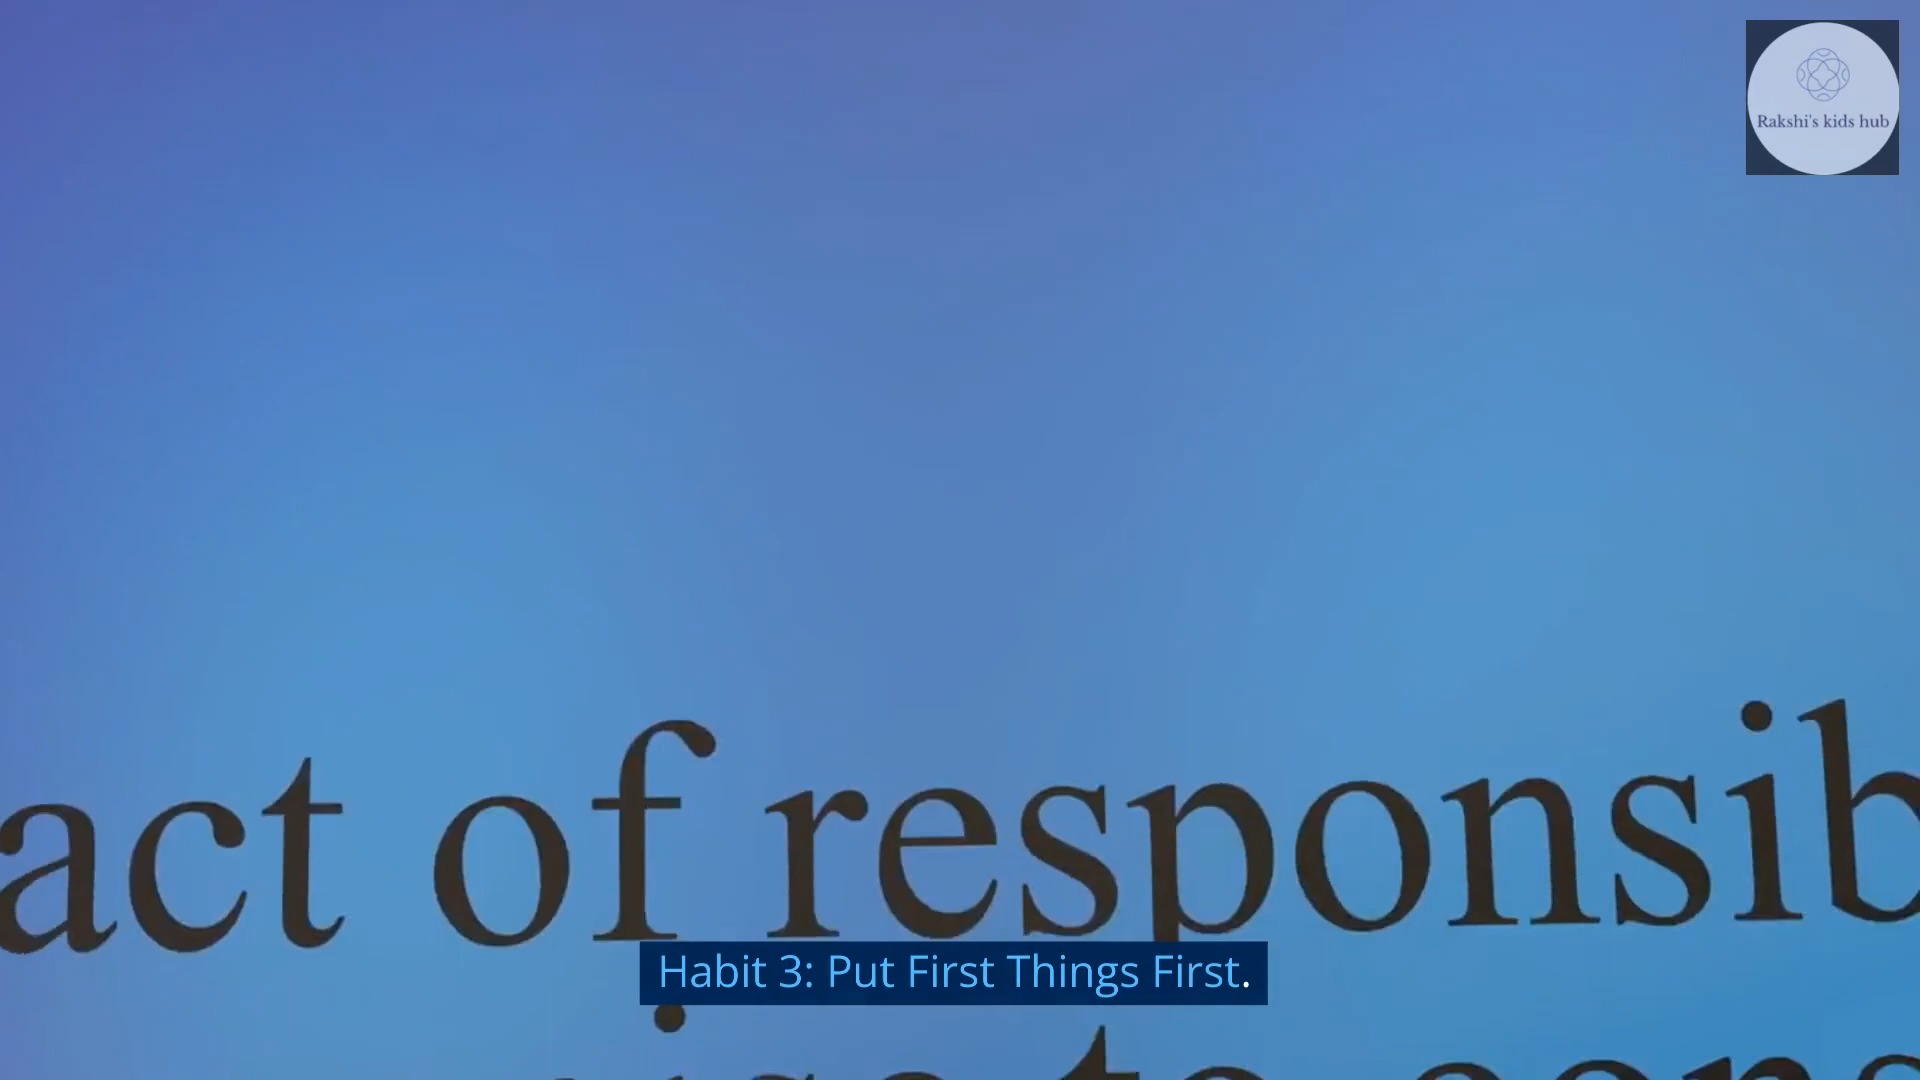 Rakshi's kids hub
act of responsib
Habit 3: Put First Things First.